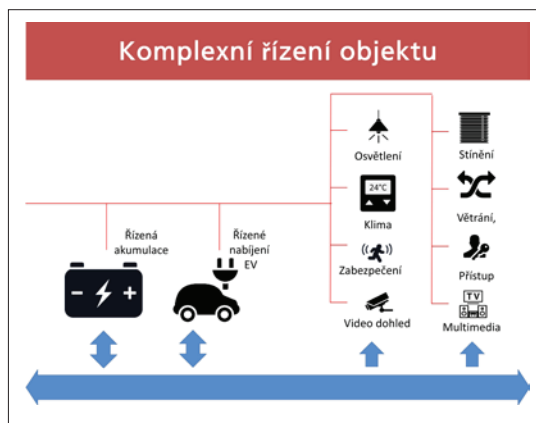 Komplexní řízení objektu
Osvětlení
Stínění
24°C
Klima
Větrání,
Řízená
akumulace
Řízené
nabíjení
EV
Zabezpečení
Přístup
TV
Video dohled
Multimedia